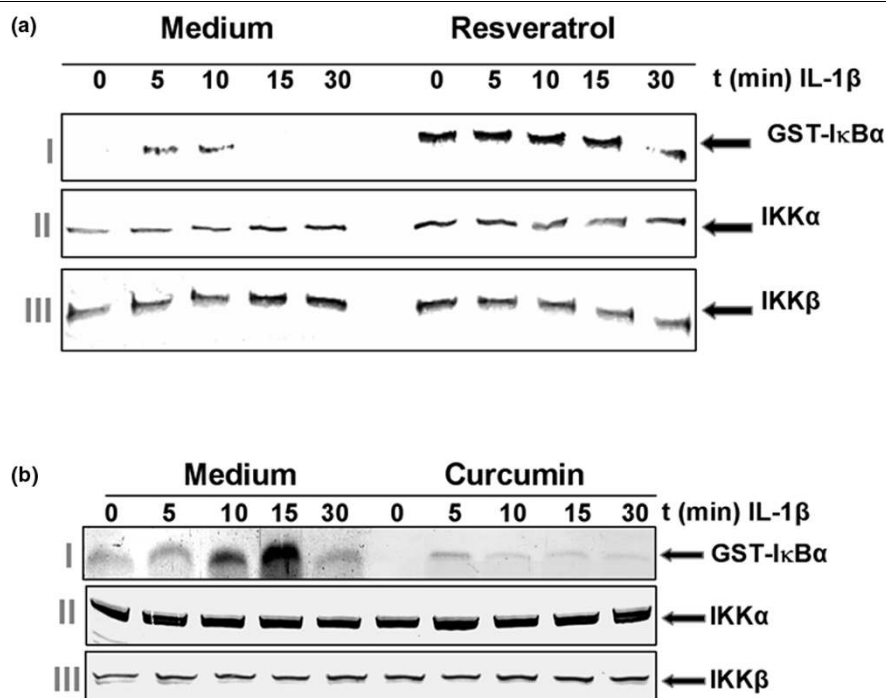 (a) Medium Resveratrol
0 5 10 15 30 0 5 10 15 30 t (min) IL-1β
I GST-IκBα
II IKKα
III IKKβ
(b) Medium Curcumin
0 5 10 15 30 0 5 10 15 30 t (min) IL-1β
I GST-IκBα
II IKKα
III IKKβ